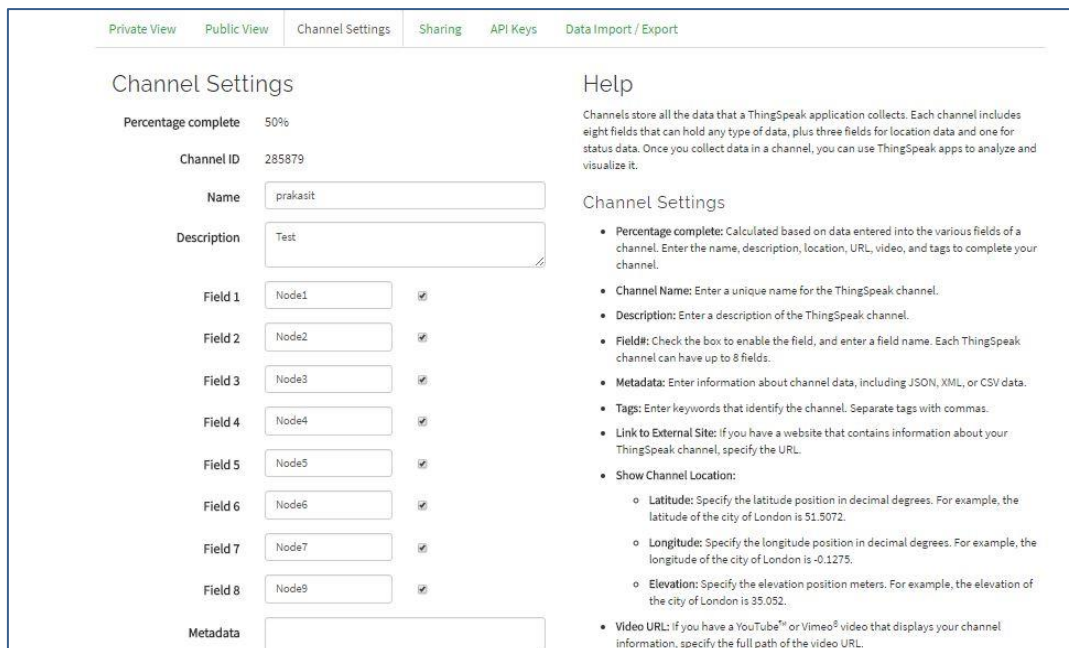 Private View Public View Channel Settings Sharing API Keys Data Import / Export
Channel Settings
Percentage complete 50%
Channel ID 285879
Name prakasit
Description Test
Field 1 Node1
Field 2 Node2
Field 3 Node3
Field 4 Node4
Field 5 Node5
Field 6 Node6
Field 7 Node7
Field 8 Node9
Metadata
Help
Channels store all the data that a ThingSpeak application collects. Each channel includes
eight fields that can hold any type of data, plus three fields for location data and one for
status data. Once you collect data in a channel, you can use ThingSpeak apps to analyze and
visualize it.
Channel Settings
• Percentage complete: Calculated based on data entered into the various fields of a
channel. Enter the name, description, location, URL, video, and tags to complete your
channel.
• Channel Name: Enter a unique name for the ThingSpeak channel.
• Description: Enter a description of the ThingSpeak channel.
• Field#: Check the box to enable the field, and enter a field name. Each ThingSpeak
channel can have up to 8 fields.
• Metadata: Enter information about channel data, including JSON, XML, or CSV data.
• Tags: Enter keywords that identify the channel. Separate tags with commas.
• Link to External Site: If you have a website that contains information about your
ThingSpeak channel, specify the URL.
• Show Channel Location:
○ Latitude: Specify the latitude position in decimal degrees. For example, the
latitude of the city of London is 51.5072.
○ Longitude: Specify the longitude position in decimal degrees. For example, the
longitude of the city of London is -0.1275.
○ Elevation: Specify the elevation position meters. For example, the elevation of
the city of London is 35.052.
• Video URL: If you have a YouTube™ or Vimeo® video that displays your channel
information, specify the full path of the video URL.